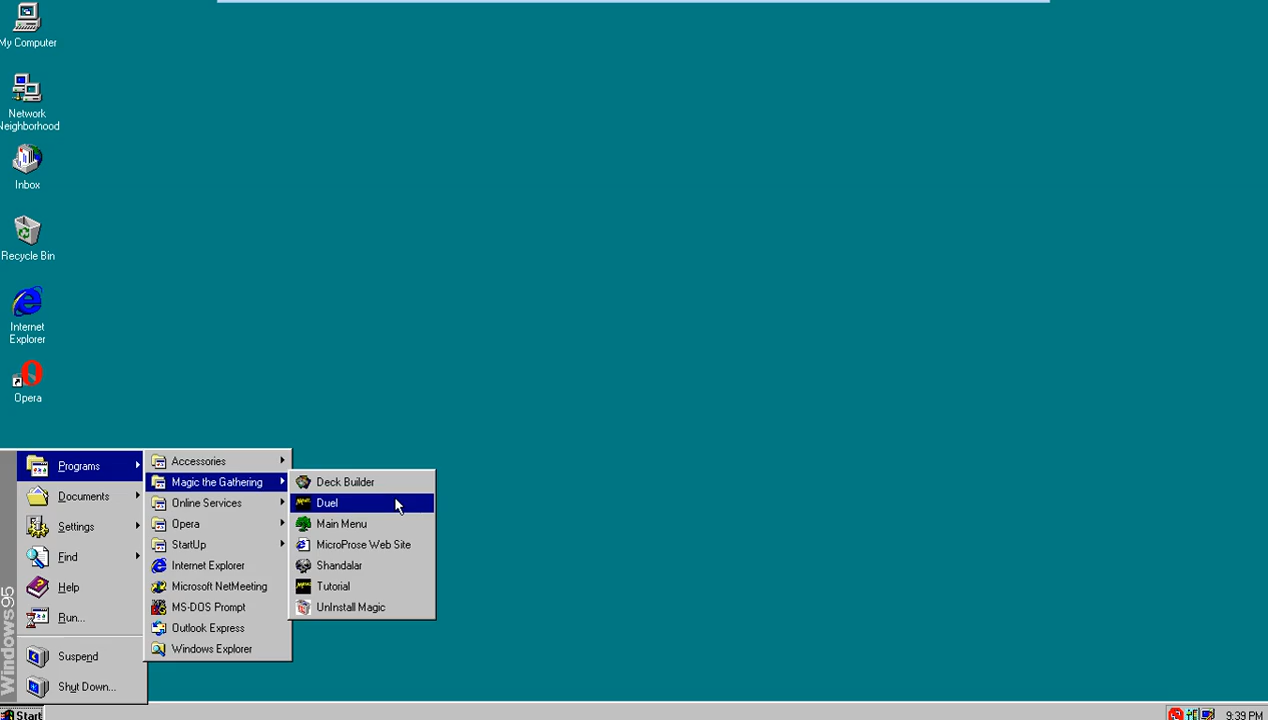 My Computer
Network
Neighborhood
Inbox
Recycle Bin
Internet
Explorer
Opera
Windows95
Programs
Documents
Settings
Find
Help
Run...
Suspend
Shut Down...
Accessories
Magic the Gathering
Online Services
Opera
StartUp
Internet Explorer
Microsoft NetMeeting
MS-DOS Prompt
Outlook Express
Windows Explorer
Deck Builder
Duel
Main Menu
MicroProse Web Site
Shandalar
Tutorial
UnInstall Magic
Start
9:39 PM